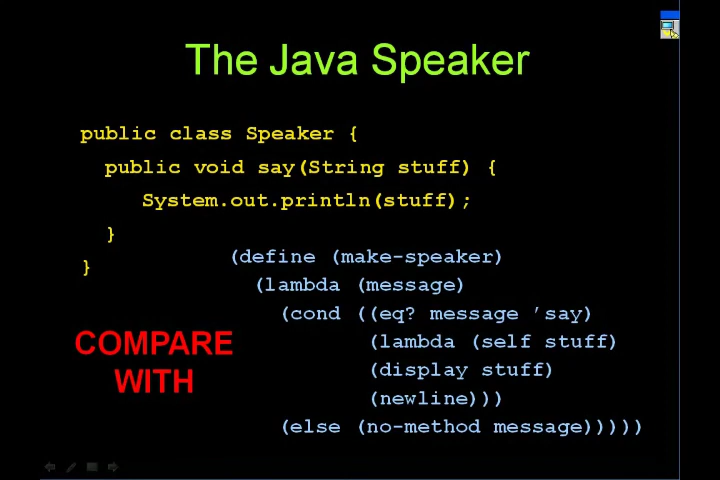 The Java Speaker
public class Speaker {
public void say(String stuff) {
System.out.println(stuff);
}
}
(define (make-speaker)
(lambda (message)
(cond ((eq? message ’say)
(lambda (self stuff)
(display stuff)
(newline)))
(else (no-method message)))))
COMPARE
WITH